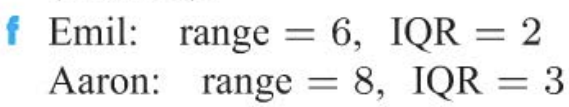 f Emil: range = 6, IQR = 2
Aaron: range = 8, IQR = 3